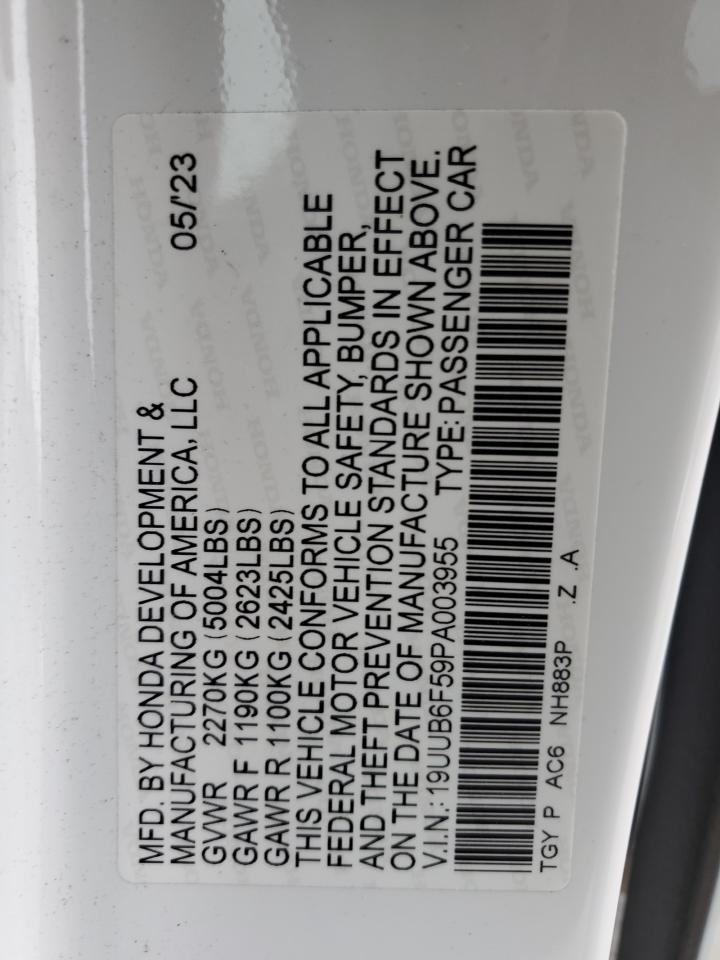 MFD. BY HONDA DEVELOPMENT &
MANUFACTURING OF AMERICA, LLC 05/'23
GVWR 2270KG (5004LBS)
GAWR F 1190KG (2623LBS)
GAWR R 1100KG (2425LBS)
THIS VEHICLE CONFORMS TO ALL APPLICABLE
FEDERAL MOTOR VEHICLE SAFETY, BUMPER,
AND THEFT PREVENTION STANDARDS IN EFFECT
ON THE DATE OF MANUFACTURE SHOWN ABOVE.
V.I.N.: 19UUB6F59PA003955 TYPE: PASSENGER CAR
TGY P AC6 NH883P .Z .A